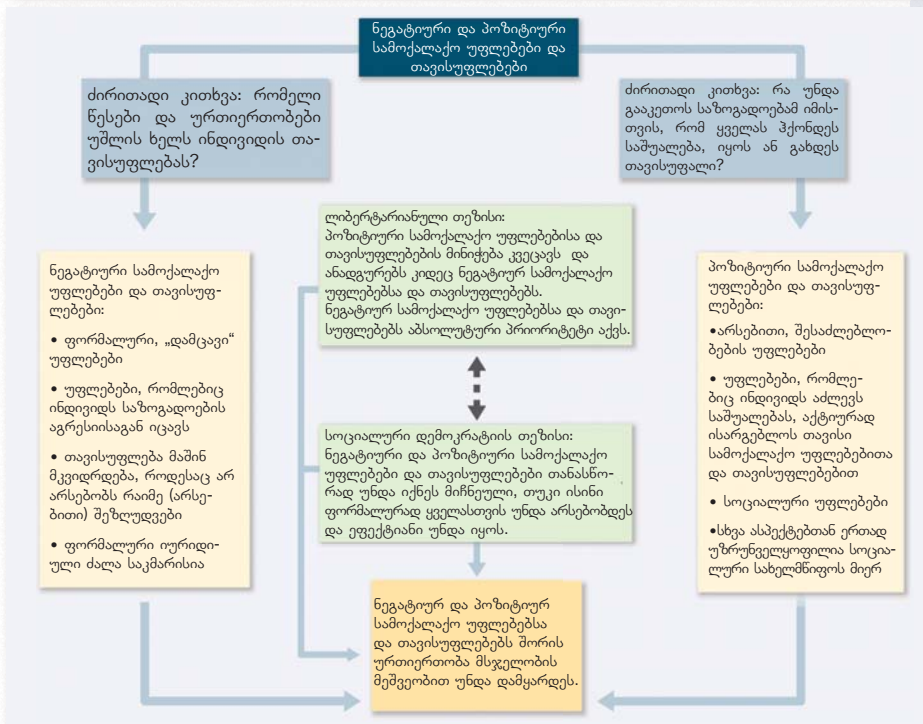 ნეგატიური და პოზიტიური
სამოქალაქო უფლებები და
თავისუფლებები
ძირითადი კითხვა: რომელი
წესები და ურთიერთობები
უშლის ხელს ინდივიდის თა-
ვისუფლებას?
ძირითადი კითხვა: რა უნდა
გააკეთოს საზოგადოებამ იმის-
თვის, რომ ყველას ჰქონდეს
საშუალება, იყოს ან გახდეს
თავისუფალი?
ნეგატიური სამოქალაქო
უფლებები და თავისუფ-
ლებები:
• ფორმალური, „დამცავი“
უფლებები
• უფლებები, რომლებიც
ინდივიდს საზოგადოების
აგრესიისაგან იცავს
• თავისუფლება მაშინ
მკვიდრდება, როდესაც არ
არსებობს რაიმე (არსე-
ბითი) შეზღუდვები
• ფორმალური იურიდი-
ული ძალა საკმარისია
ლიბერტარიანული თეზისი:
პოზიტიური სამოქალაქო უფლებებისა და
თავისუფლებების მინიჭება კვეცავს და
ანადგურებს კიდეც ნეგატიურ სამოქალაქო
უფლებებსა და თავისუფლებებს.
ნეგატიურ სამოქალაქო უფლებებსა და თავი-
სუფლებებს აბსოლუტური პრიორიტეტი აქვს.
სოციალური დემოკრატიის თეზისი:
ნეგატიური და პოზიტიური სამოქალაქო
უფლებები და თავისუფლებები თანასწო-
რად უნდა იქნეს მიჩნეული, თუკი ისინი
ფორმალურად ყველასთვის უნდა არსებობდეს
და ეფექტიანი უნდა იყოს.
ნეგატიურ და პოზიტიურ
სამოქალაქო უფლებებსა
და თავისუფლებებს შორის
ურთიერთობა მსჯელობის
მეშვეობით უნდა დამყარდეს.
პოზიტიური სამოქალაქო
უფლებები და თავისუფ-
ლებები:
•არსებითი, შესაძლებლო-
ბების უფლებები
• უფლებები, რომლე-
ბიც ინდივიდს აძლევს
საშუალებას, აქტიურად
ისარგებლოს თავისი
სამოქალაქო უფლებებითა
და თავისუფლებებით
• სოციალური უფლებები
•სხვა ასპექტებთან ერთად
უზრუნველყოფილია სოცია-
ლური სახელმწიფოს მიერ